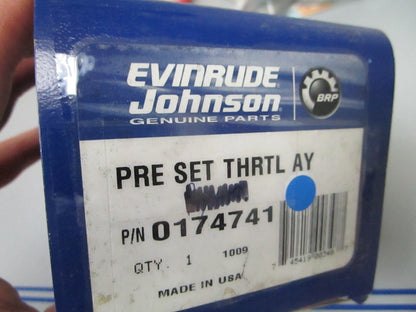 EVINRUDE
Johnson
GENUINE PARTS
BRP
PRE SET THRTL AY
P/N 0174741
QTY. 1 1009
MADE IN USA